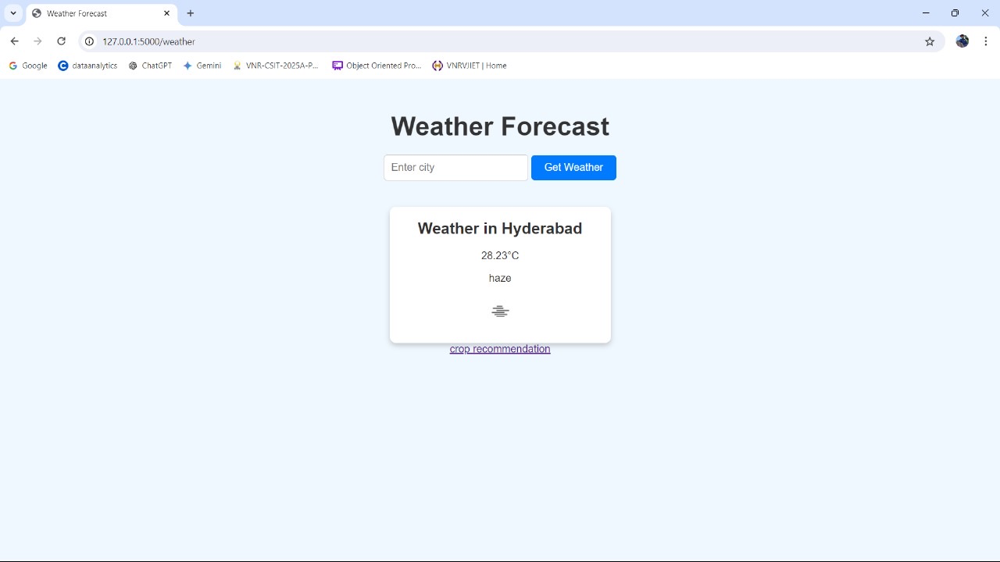 Weather Forecast
127.0.0.1:5000/weather
Google dataanalytics ChatGPT Gemini VNR-CSIT-2025A-P... Object Oriented Pro... VNRVJIET | Home
Weather Forecast
Enter city Get Weather
Weather in Hyderabad
28.23°C
haze
crop recommendation